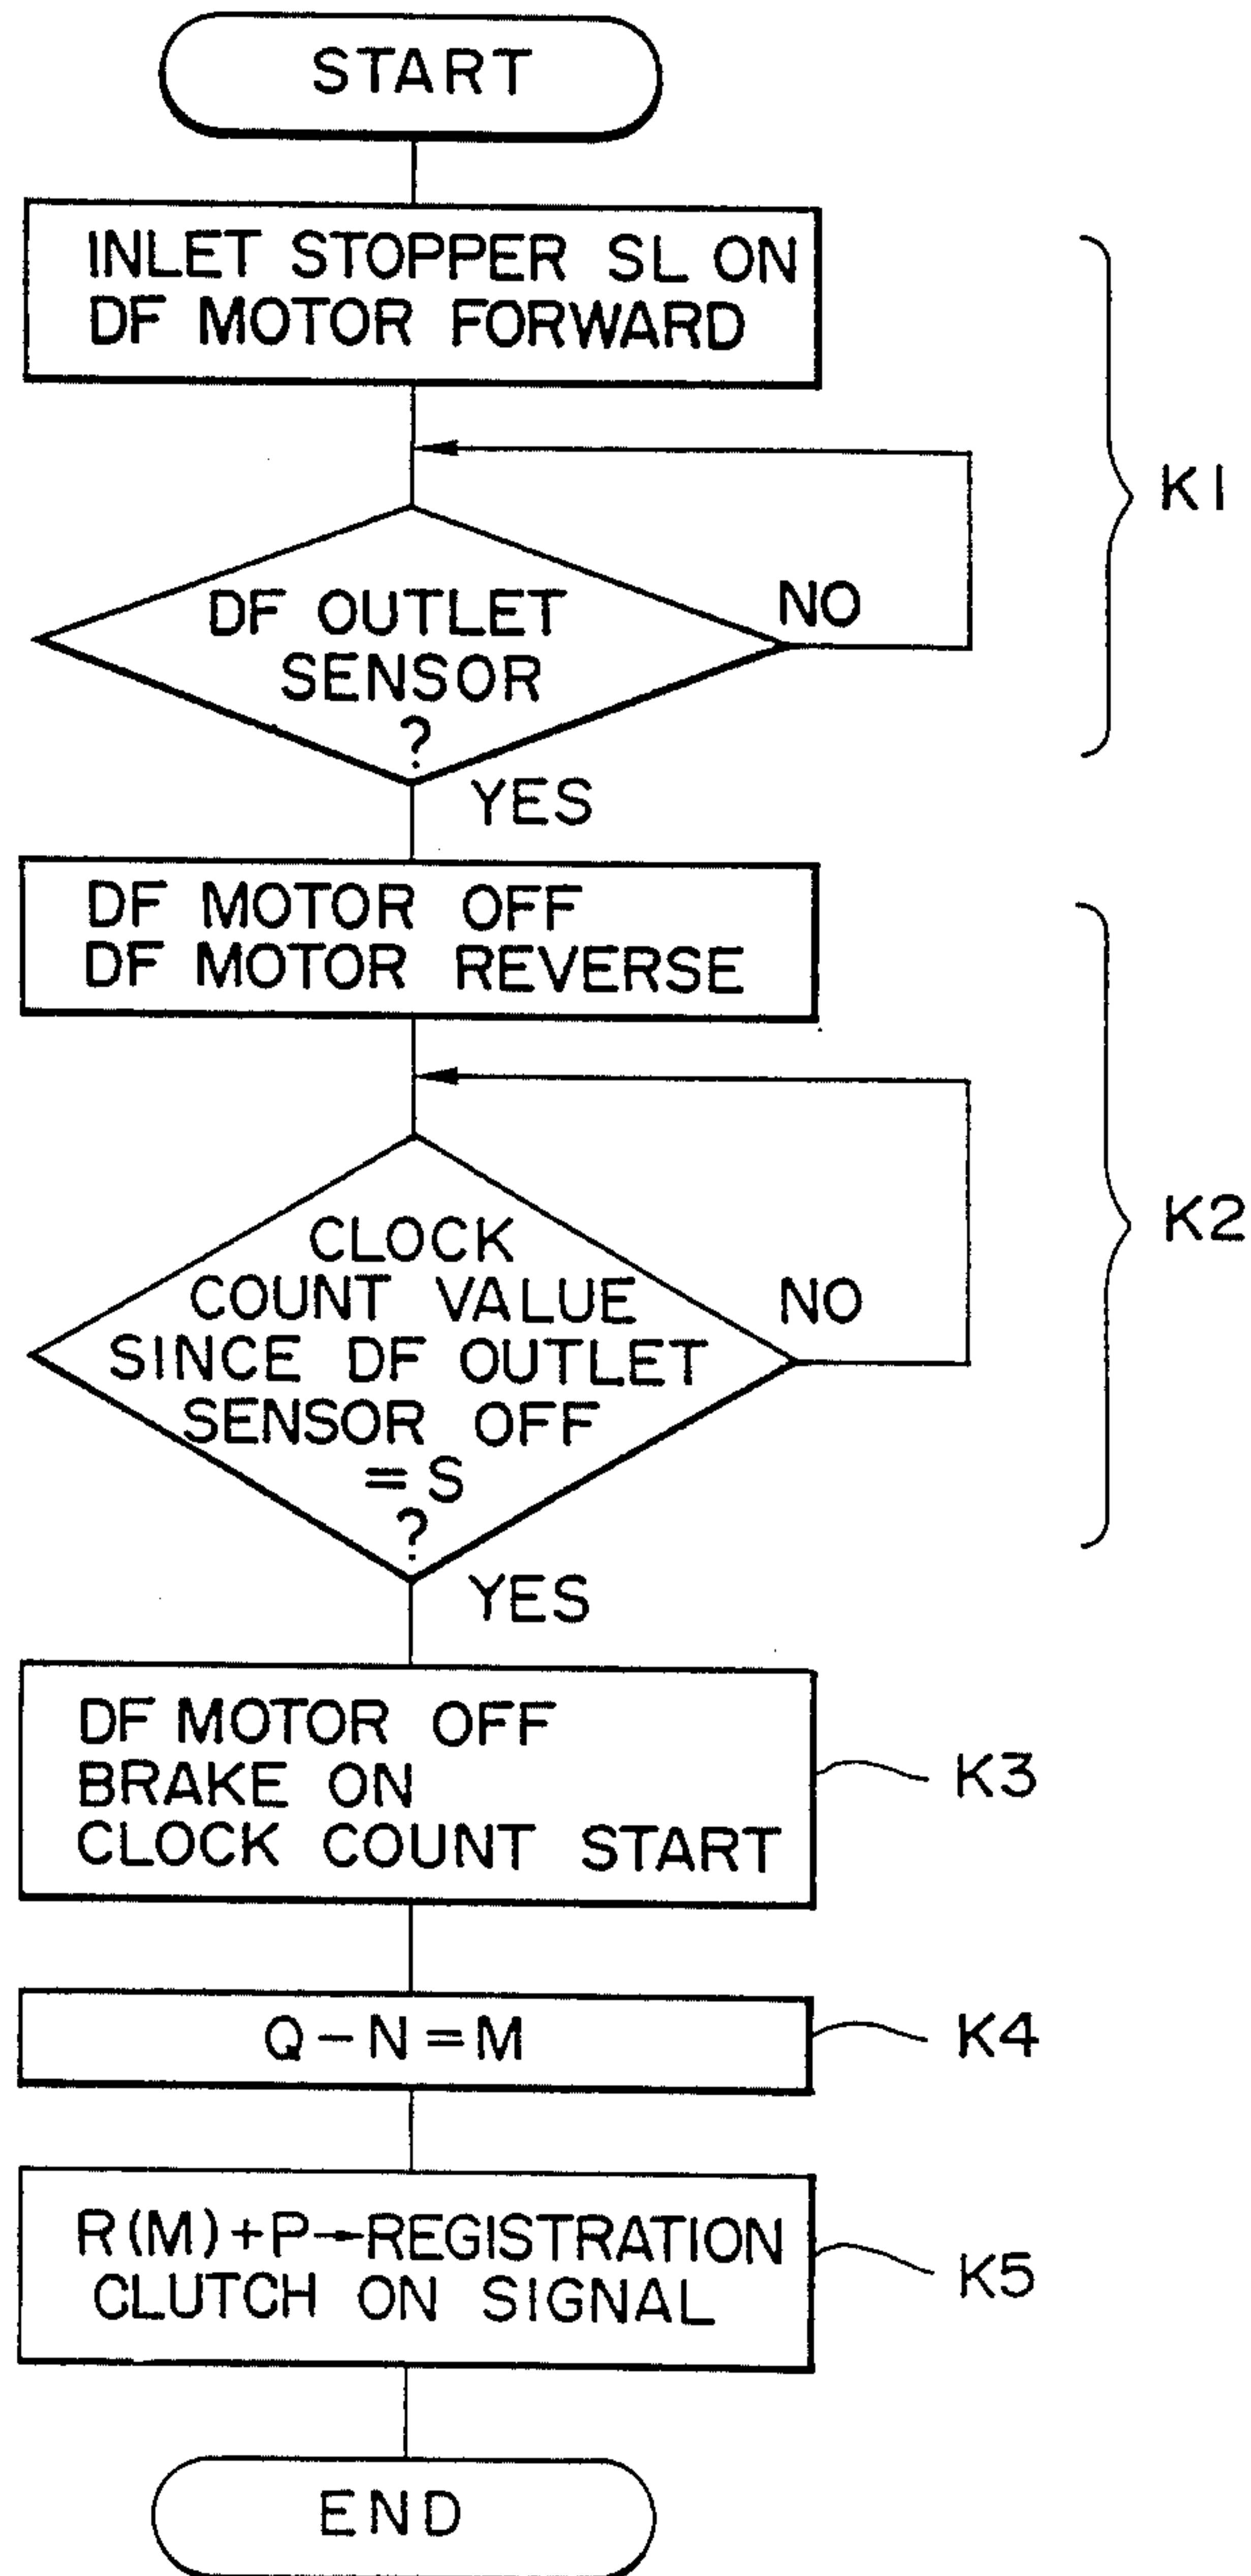 START
INLET STOPPER SL ON
DF MOTOR FORWARD
K1
DF OUTLET
SENSOR
?
NO
YES
DF MOTOR OFF
DF MOTOR REVERSE
K2
CLOCK
COUNT VALUE
SINCE DF OUTLET
SENSOR OFF
= S
?
NO
YES
DF MOTOR OFF
BRAKE ON
CLOCK COUNT START
K3
Q - N = M
K4
R(M)+P→REGISTRATION
CLUTCH ON SIGNAL
K5
END